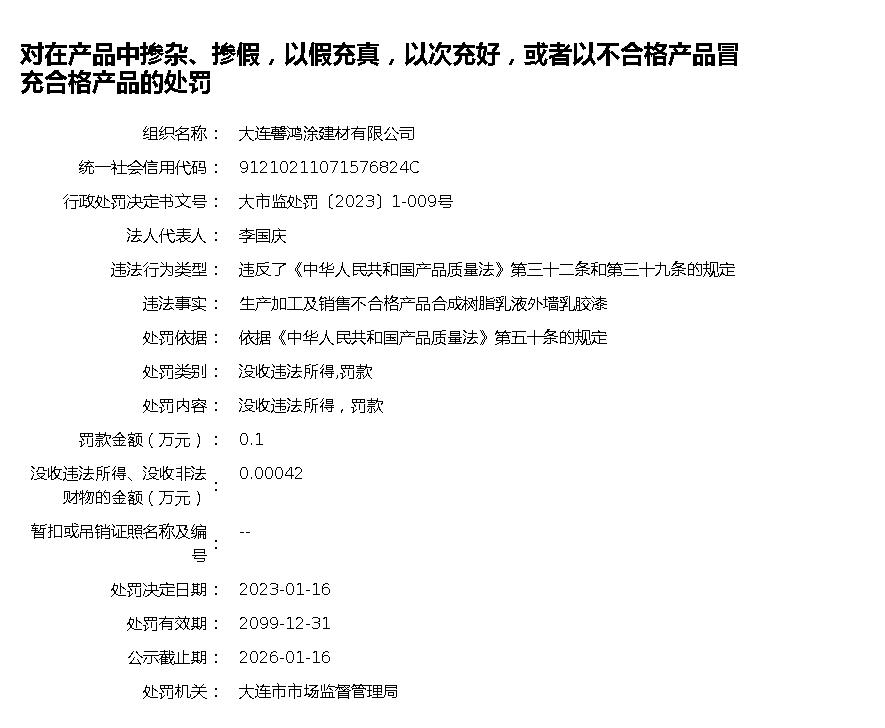 对在产品中掺杂、掺假，以假充真，以次充好，或者以不合格产品冒
充合格产品的处罚
组织名称： 大连馨鸿涂建材有限公司
统一社会信用代码： 91210211071576824C
行政处罚决定书文号： 大市监处罚〔2023〕1-009号
法人代表人： 李国庆
违法行为类型： 违反了《中华人民共和国产品质量法》第三十二条和第三十九条的规定
违法事实： 生产加工及销售不合格产品合成树脂乳液外墙乳胶漆
处罚依据： 依据《中华人民共和国产品质量法》第五十条的规定
处罚类别： 没收违法所得,罚款
处罚内容： 没收违法所得，罚款
罚款金额（万元）： 0.1
没收违法所得、没收非法
财物的金额（万元）： 0.00042
暂扣或吊销证照名称及编
号： --
处罚决定日期： 2023-01-16
处罚有效期： 2099-12-31
公示截止期： 2026-01-16
处罚机关： 大连市市场监督管理局